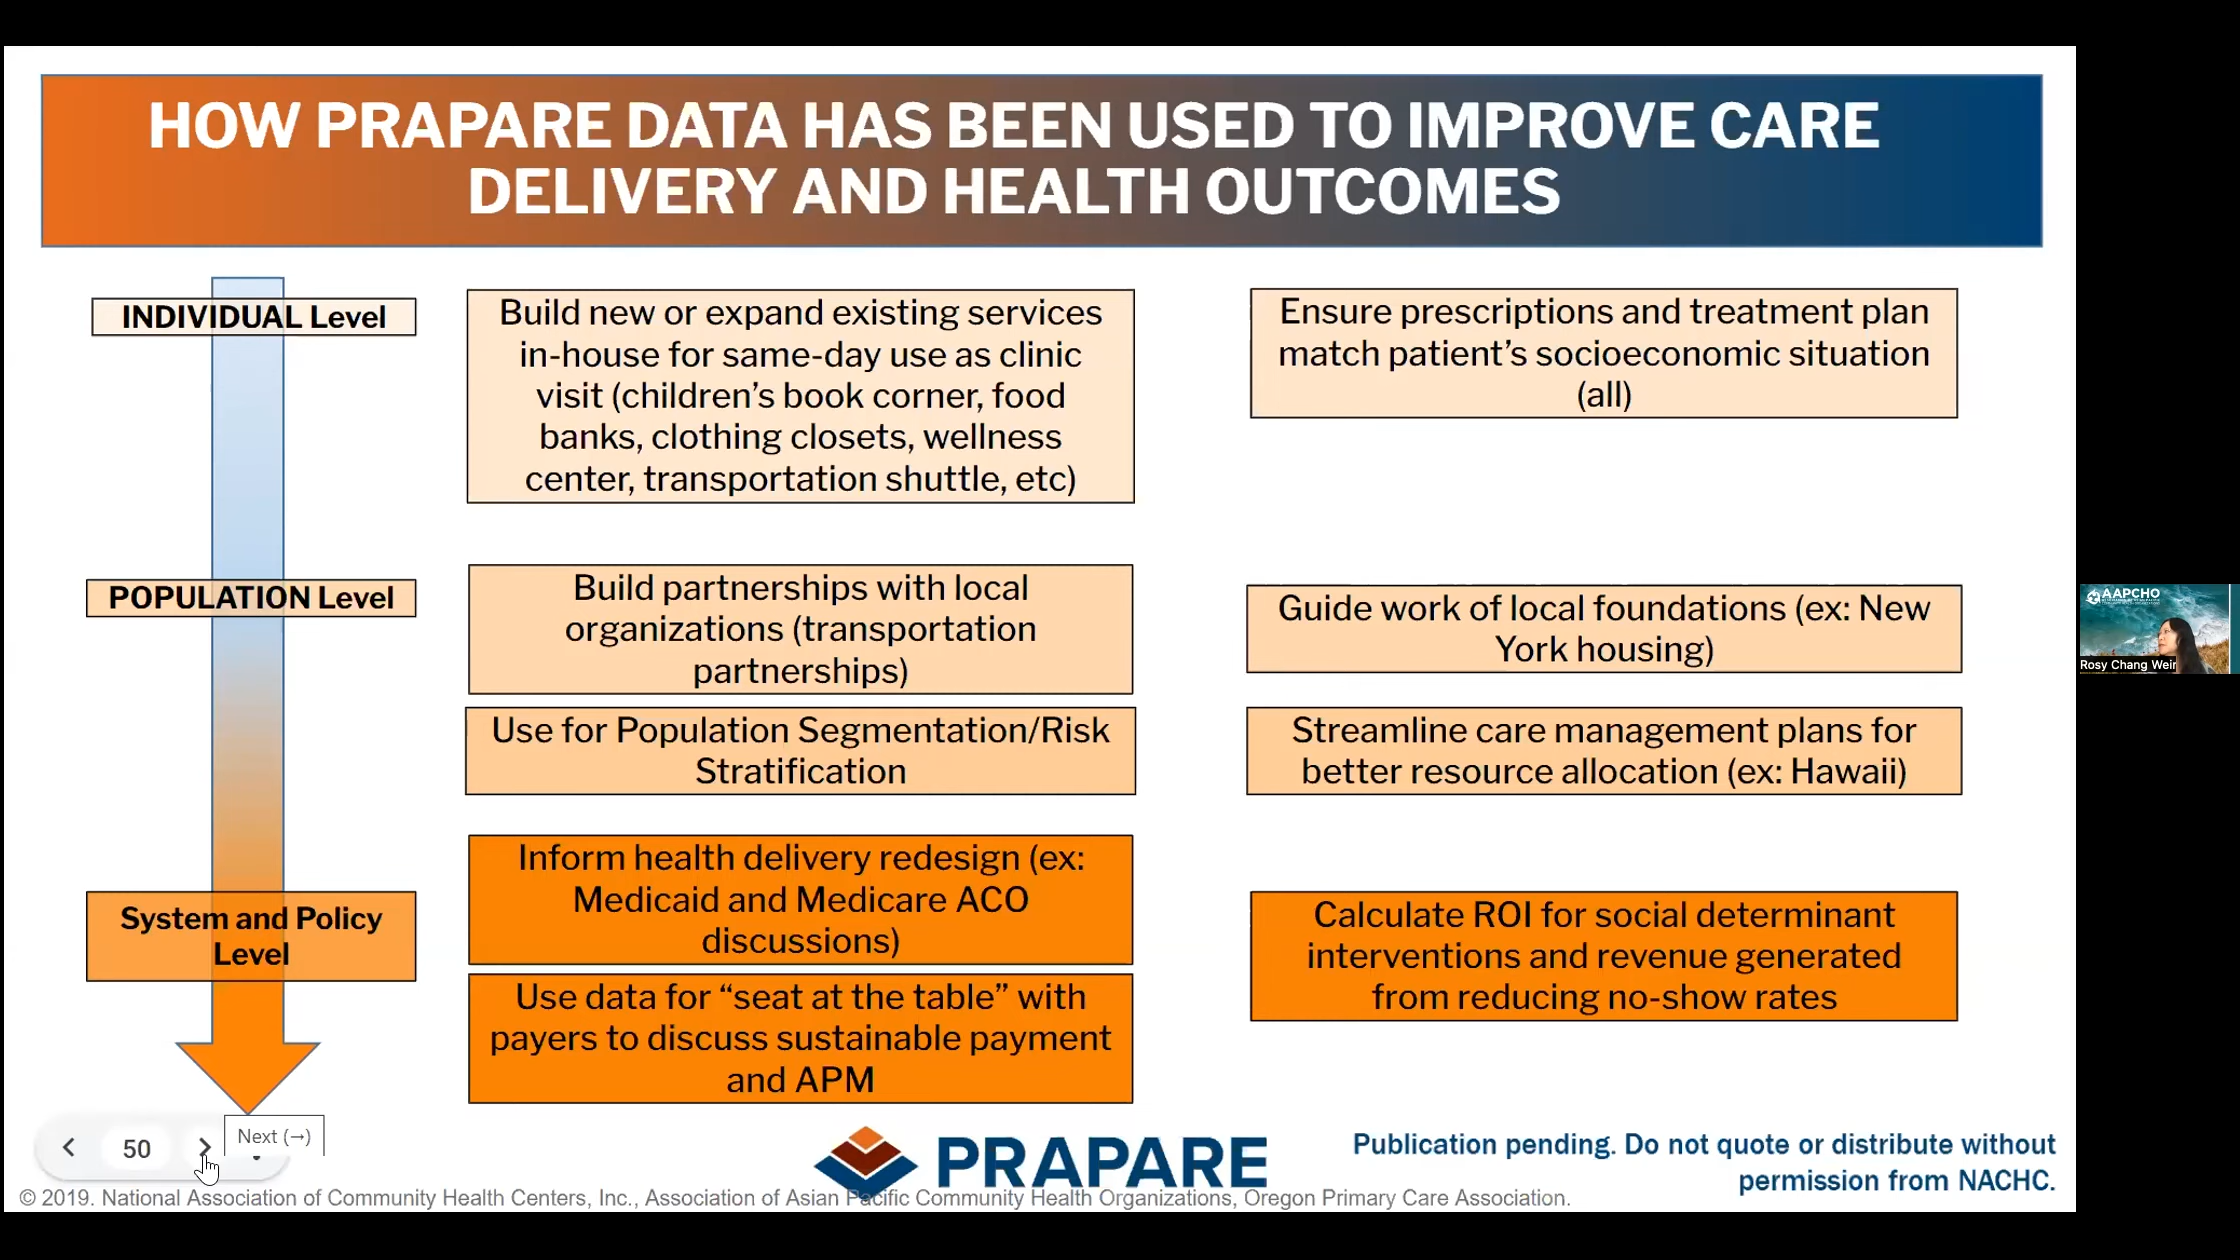 HOW PRAPARE DATA HAS BEEN USED TO IMPROVE CARE
DELIVERY AND HEALTH OUTCOMES
INDIVIDUAL Level
Build new or expand existing services
in-house for same-day use as clinic
visit (children’s book corner, food
banks, clothing closets, wellness
center, transportation shuttle, etc)
Ensure prescriptions and treatment plan
match patient’s socioeconomic situation
(all)
POPULATION Level
Build partnerships with local
organizations (transportation
partnerships)
Guide work of local foundations (ex: New
York housing)
Use for Population Segmentation/Risk
Stratification
Streamline care management plans for
better resource allocation (ex: Hawaii)
System and Policy
Level
Inform health delivery redesign (ex:
Medicaid and Medicare ACO
discussions)
Calculate ROI for social determinant
interventions and revenue generated
from reducing no-show rates
Use data for “seat at the table” with
payers to discuss sustainable payment
and APM
50
Next (→)
PRAPARE
Publication pending. Do not quote or distribute without
permission from NACHC.
© 2019. National Association of Community Health Centers, Inc., Association of Asian Pacific Community Health Organizations, Oregon Primary Care Association.
AAPCHO
Rosy Chang Weir